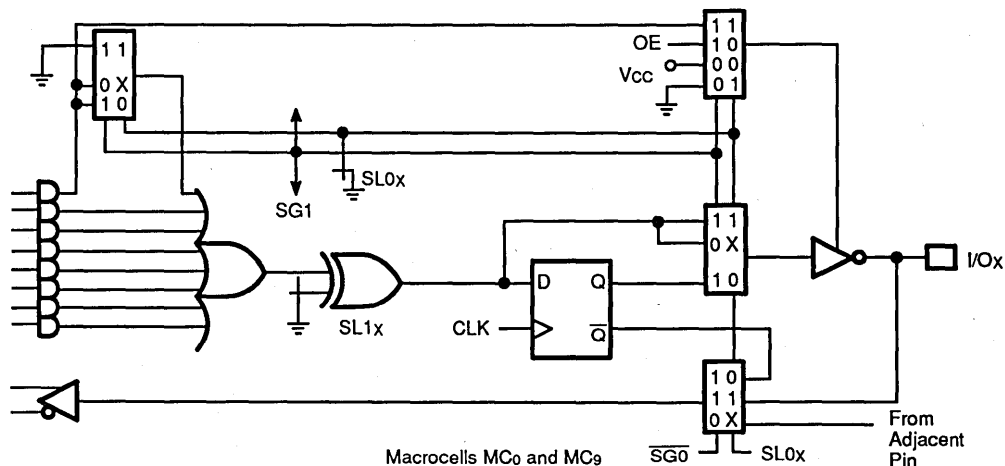 1 1
0 X
1 0
OE
VCC
1 1
1 0
0 0
0 1
SG1
SL0x
SL1x
CLK
D
Q
Q̅
1 1
0 X
1 0
I/Ox
1 0
1 1
0 X
From
Adjacent
Pin
S̅G̅0̅
SL0x
Macrocells MC0 and MC9